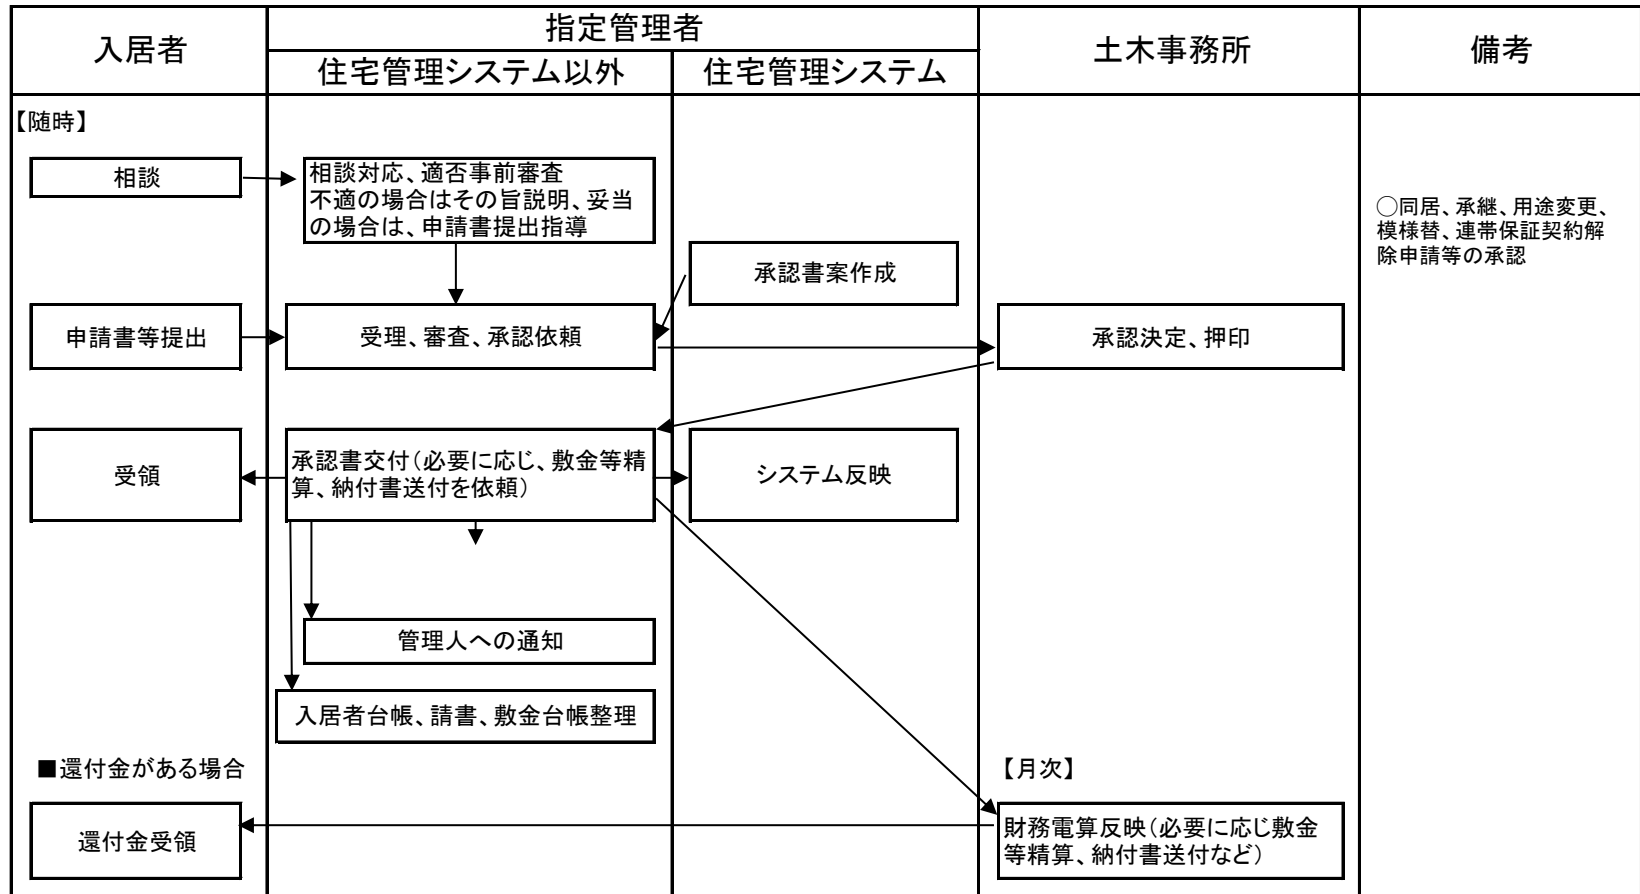 入居者
指定管理者
土木事務所
備考
住宅管理システム以外
住宅管理システム
【随時】
相談
相談対応、適否事前審査
不適の場合はその旨説明、妥当
の場合は、申請書提出指導
○同居、承継、用途変更、
模様替、連帯保証契約解
除申請等の承認
承認書案作成
申請書等提出
受理、審査、承認依頼
承認決定、押印
受領
承認書交付（必要に応じ、敷金等精
算、納付書送付を依頼）
システム反映
管理人への通知
入居者台帳、請書、敷金台帳整理
■還付金がある場合
【月次】
還付金受領
財務電算反映（必要に応じ敷金
等精算、納付書送付など）